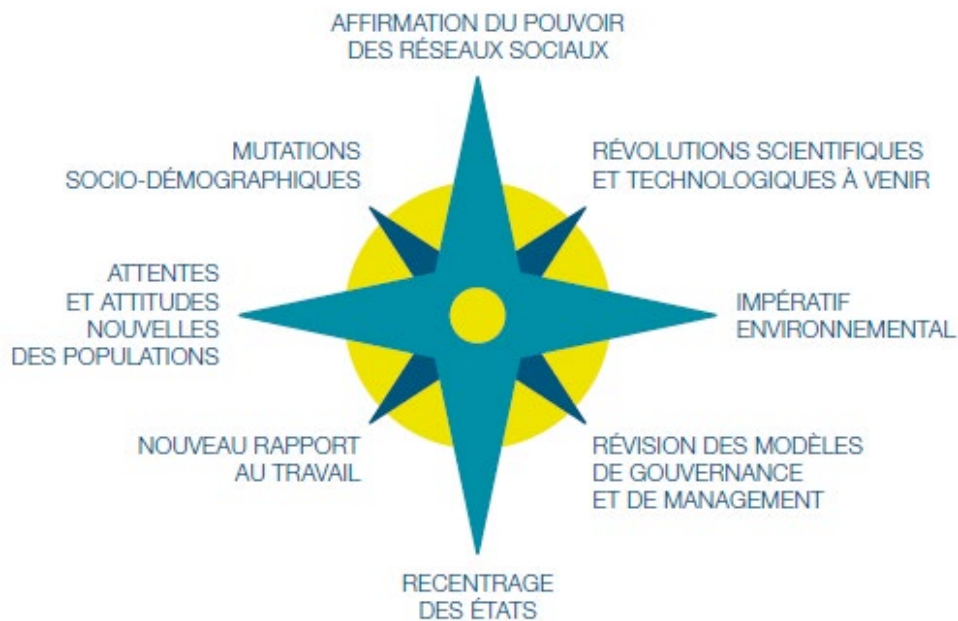 AFFIRMATION DU POUVOIR
DES RÉSEAUX SOCIAUX
MUTATIONS
SOCIO-DÉMOGRAPHIQUES
RÉVOLUTIONS SCIENTIFIQUES
ET TECHNOLOGIQUES À VENIR
ATTENTES
ET ATTITUDES
NOUVELLES
DES POPULATIONS
IMPÉRATIF
ENVIRONNEMENTAL
NOUVEAU RAPPORT
AU TRAVAIL
RÉVISION DES MODÈLES
DE GOUVERNANCE
ET DE MANAGEMENT
RECENTRAGE
DES ÉTATS